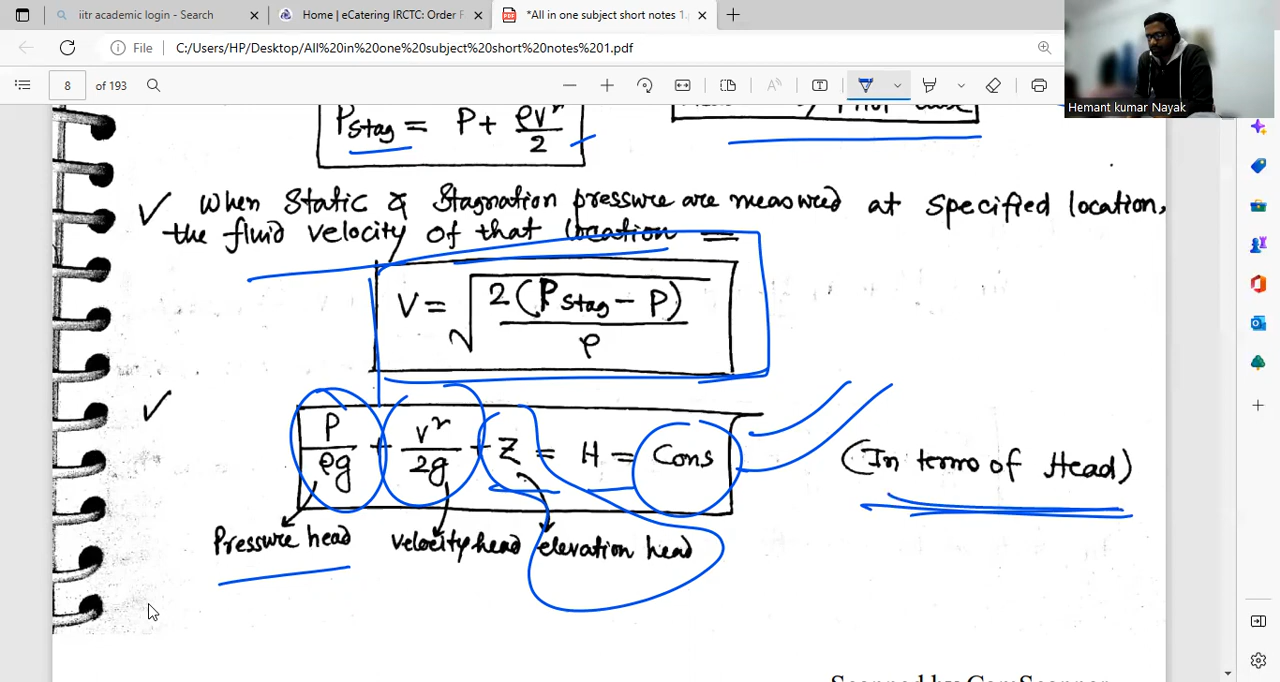 iitr academic login - Search
Home | eCatering IRCTC: Order F
*All in one subject short notes 1.p
File
C:/Users/HP/Desktop/All%20in%20one%20subject%20short%20notes%201.pdf
8 of 193
Hemant kumar Nayak
Pstag = P + ρv²/2
✓ When Static & Stagnation pressure are measured at specified location,
the fluid velocity of that location =
V = √(2(Pstag − P)/ρ)
✓ P/ρg + v²/2g + Z = H = Cons (In terms of Head)
Pressure head velocity head elevation head